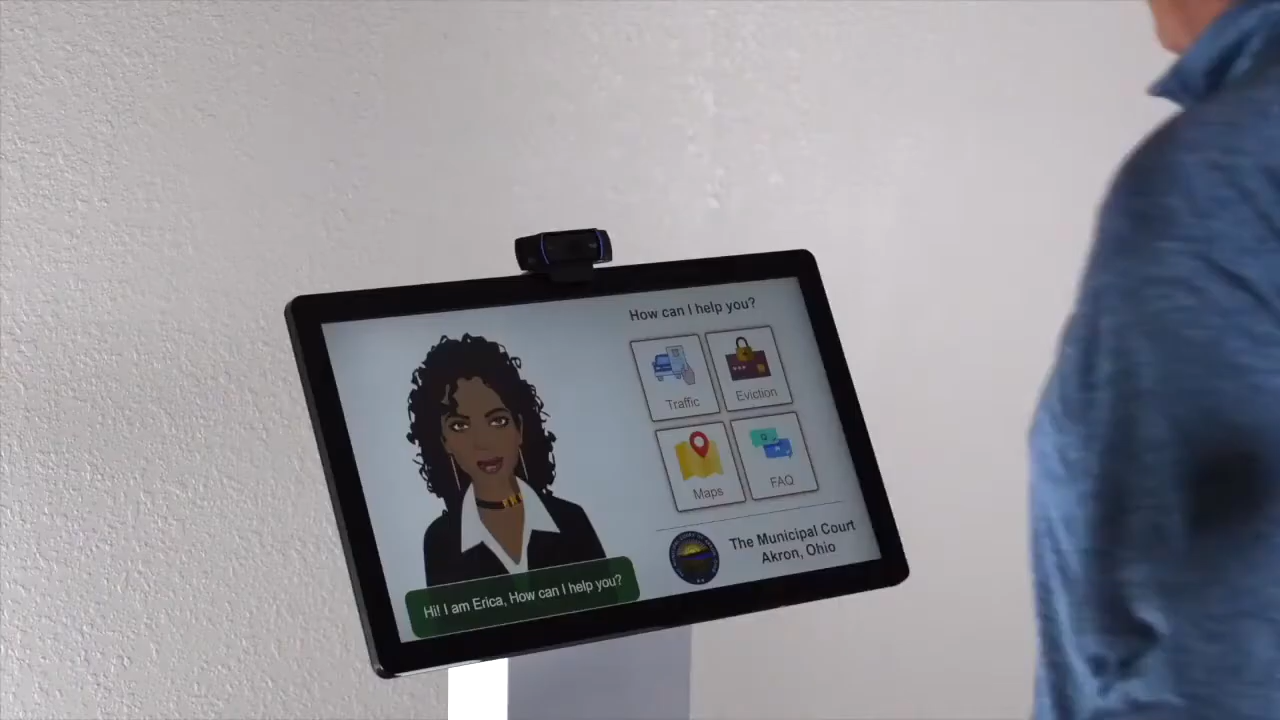 How can I help you?
Traffic
Eviction
Maps
FAQ
The Municipal Court
Akron, Ohio
Hi! I am Erica, How can I help you?